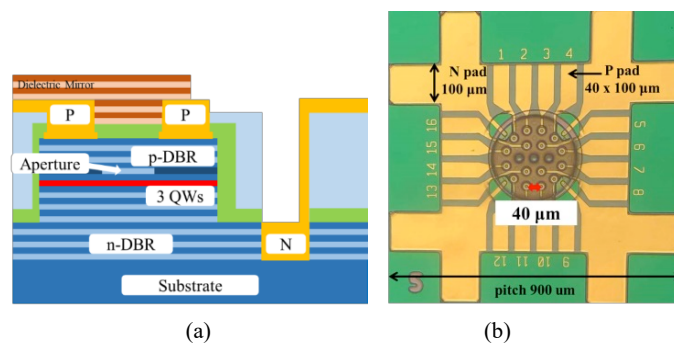 Dielectric Mirror
P
P
p-DBR
Aperture
3 QWs
n-DBR
N
Substrate
(a)
1 2 3 4
N pad
100 µm
P pad
40 x 100 µm
16
15
14
13
5
6
7
8
40 µm
12 11 10 9
S
pitch 900 um
(b)